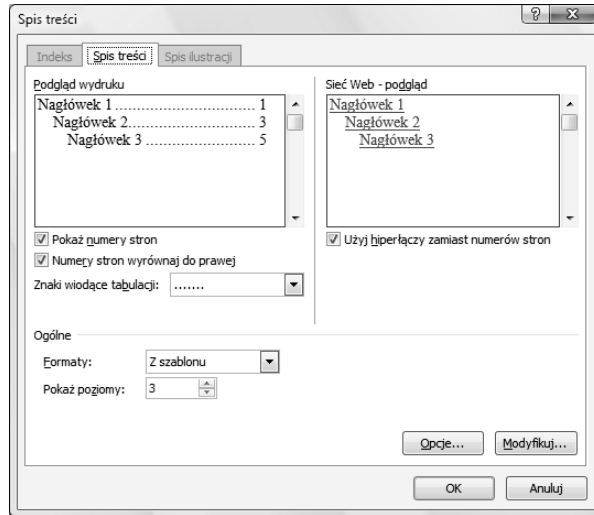 Spis treści
Indeks Spis treści Spis ilustracji
Podgląd wydruku
Nagłówek 1 ................................ 1
Nagłówek 2............................. 3
Nagłówek 3 ......................... 5
Pokaż numery stron
Numery stron wyrównaj do prawej
Znaki wiodące tabulacji: .......
Sieć Web - podgląd
Nagłówek 1
Nagłówek 2
Nagłówek 3
Użyj hiperłączy zamiast numerów stron
Ogólne
Formaty: Z szablonu
Pokaż poziomy: 3
Opcje... Modyfikuj...
OK Anuluj